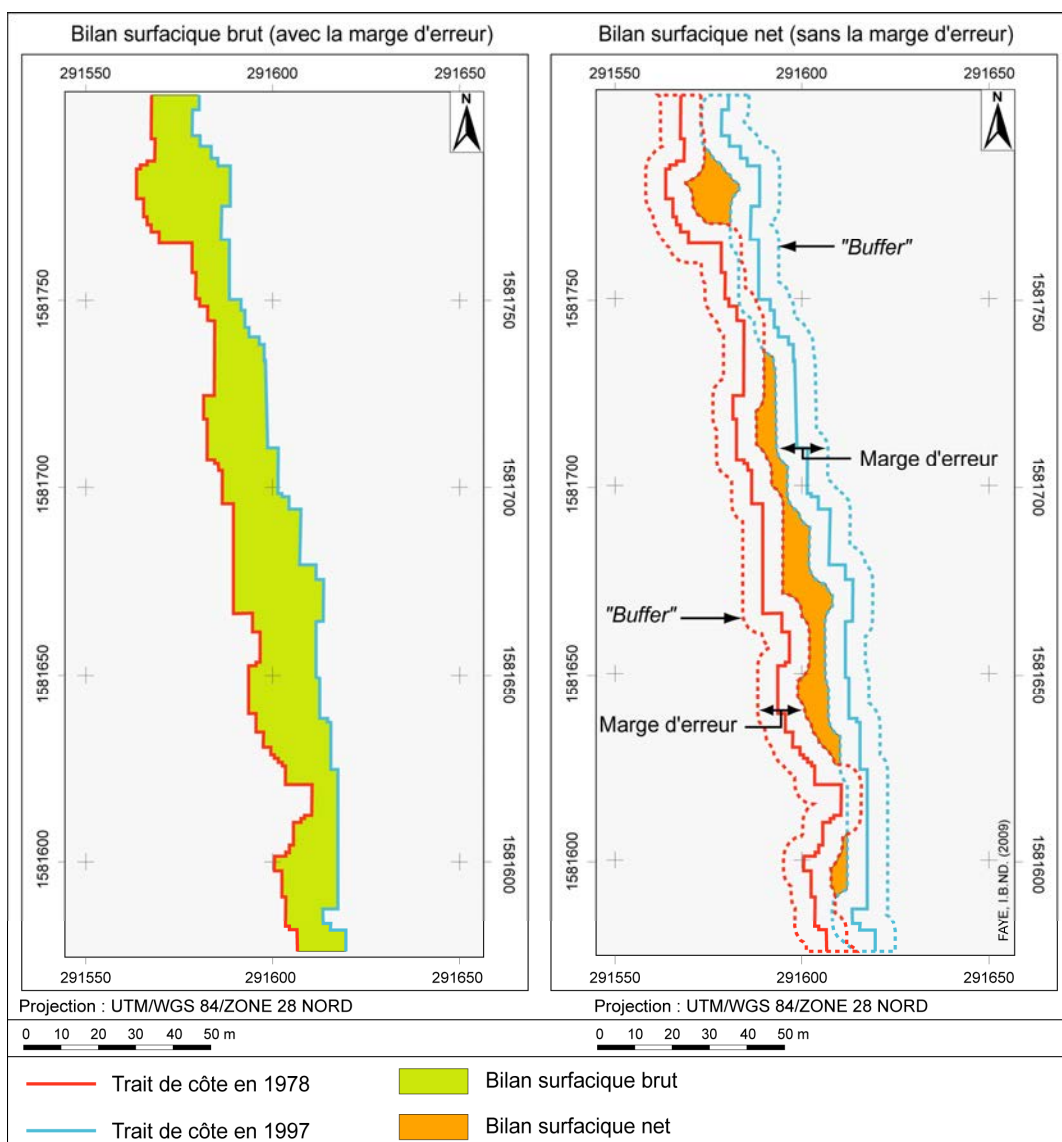 Bilan surfacique brut (avec la marge d'erreur)
291550 291600 291650
N
1581750 1581750
1581700 1581700
1581650 1581650
1581600 1581600
291550 291600 291650
Projection : UTM/WGS 84/ZONE 28 NORD
0 10 20 30 40 50 m
Bilan surfacique net (sans la marge d'erreur)
291550 291600 291650
N
"Buffer"
1581750 1581750
Marge d'erreur
1581700 1581700
"Buffer"
1581650 1581650
Marge d'erreur
1581600 1581600
FAYE, I.B.ND. (2009)
291550 291600 291650
Projection : UTM/WGS 84/ZONE 28 NORD
0 10 20 30 40 50 m
Trait de côte en 1978
Bilan surfacique brut
Trait de côte en 1997
Bilan surfacique net